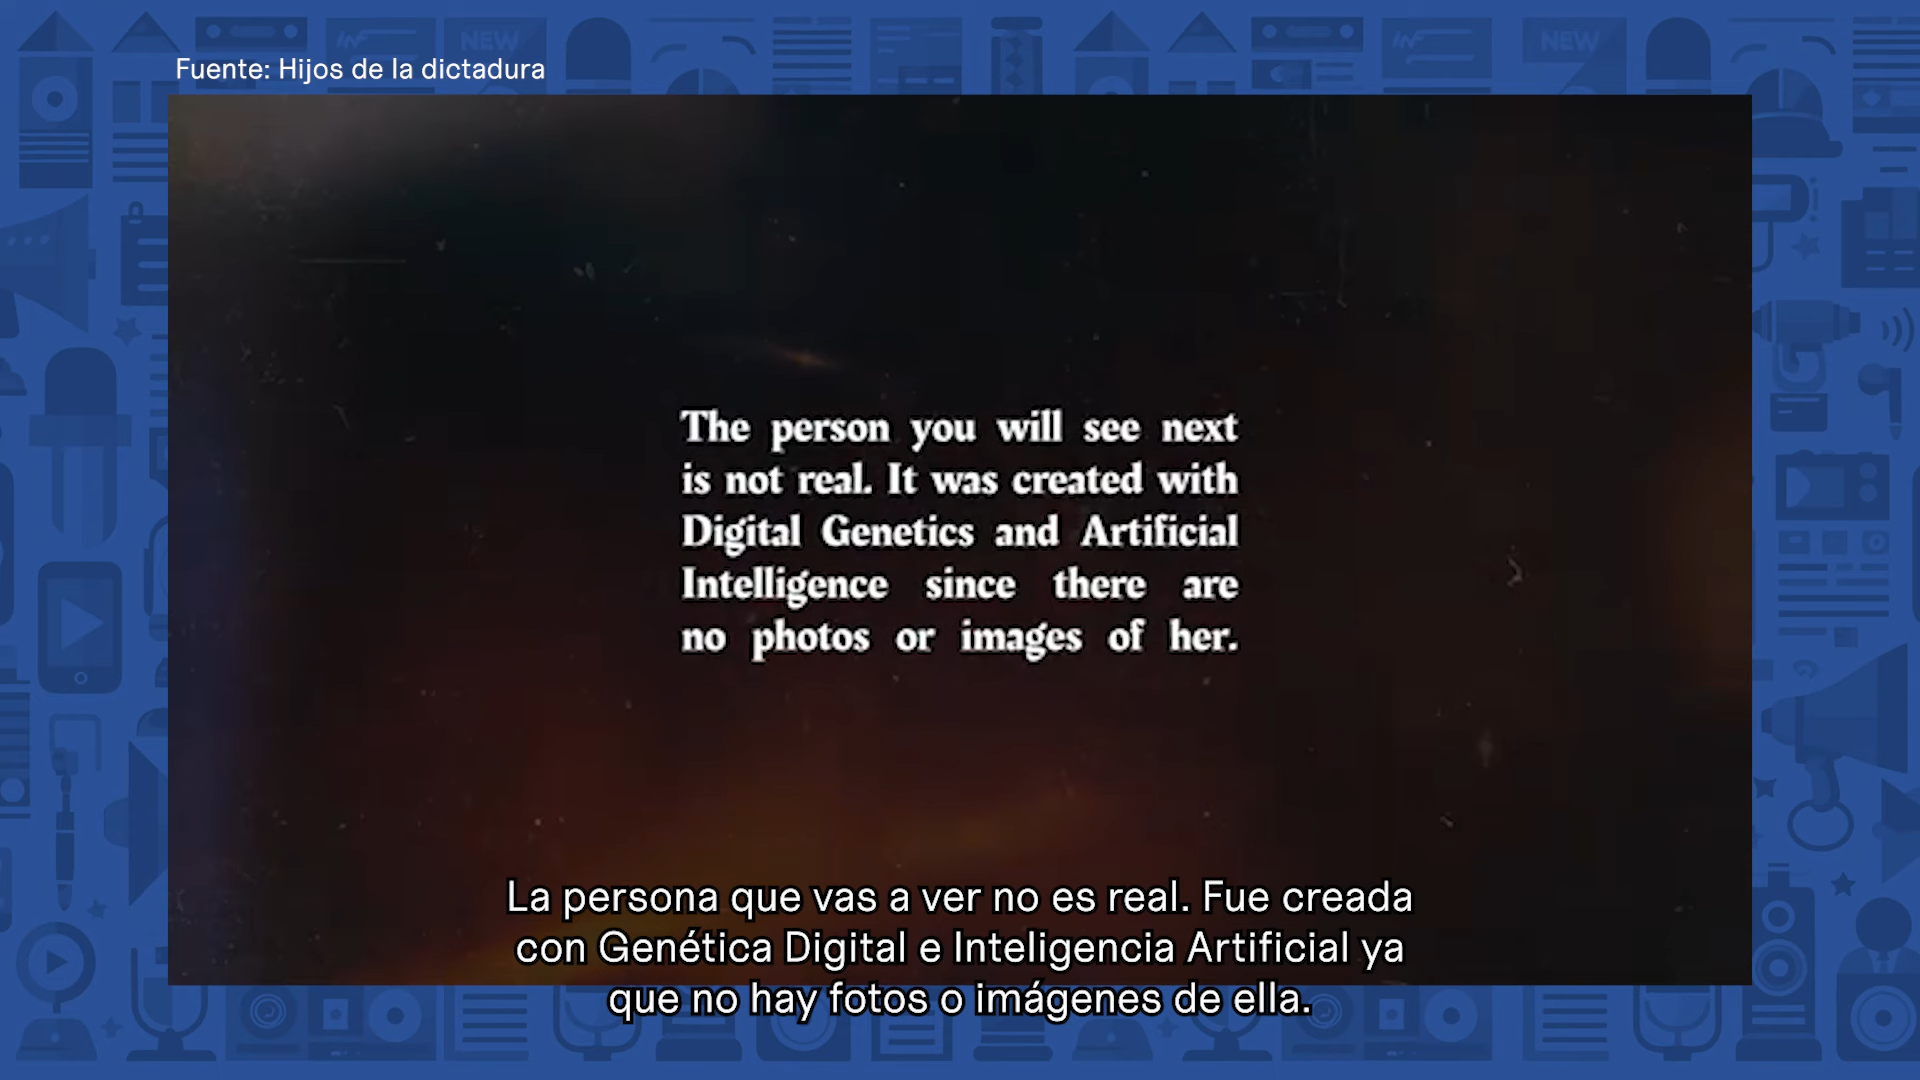 NEW
NEW
Fuente: Hijos de la dictadura
The person you will see next
is not real. It was created with
Digital Genetics and Artificial
Intelligence since there are
no photos or images of her.
La persona que vas a ver no es real. Fue creada
con Genética Digital e Inteligencia Artificial ya
que no hay fotos o imágenes de ella.